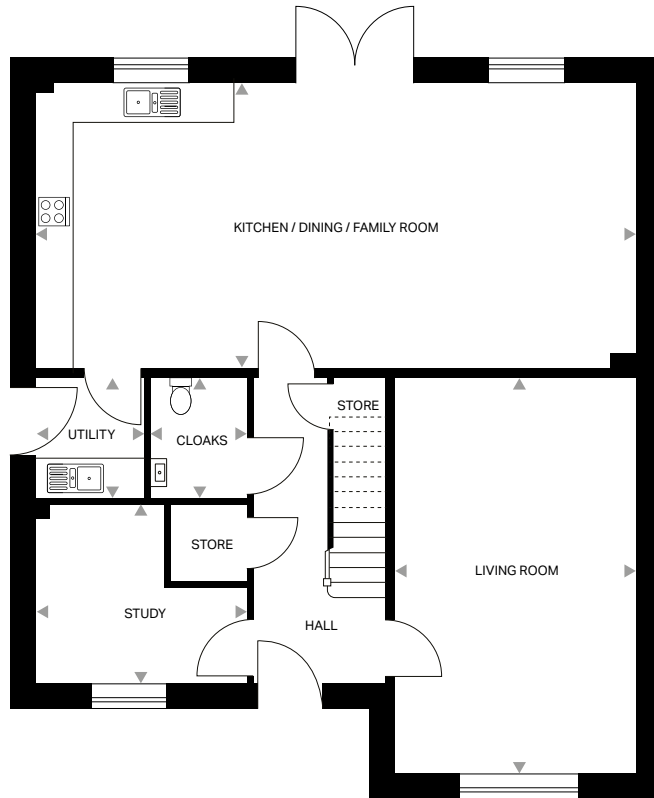 KITCHEN / DINING / FAMILY ROOM
STORE
UTILITY
CLOAKS
STORE
LIVING ROOM
STUDY
HALL